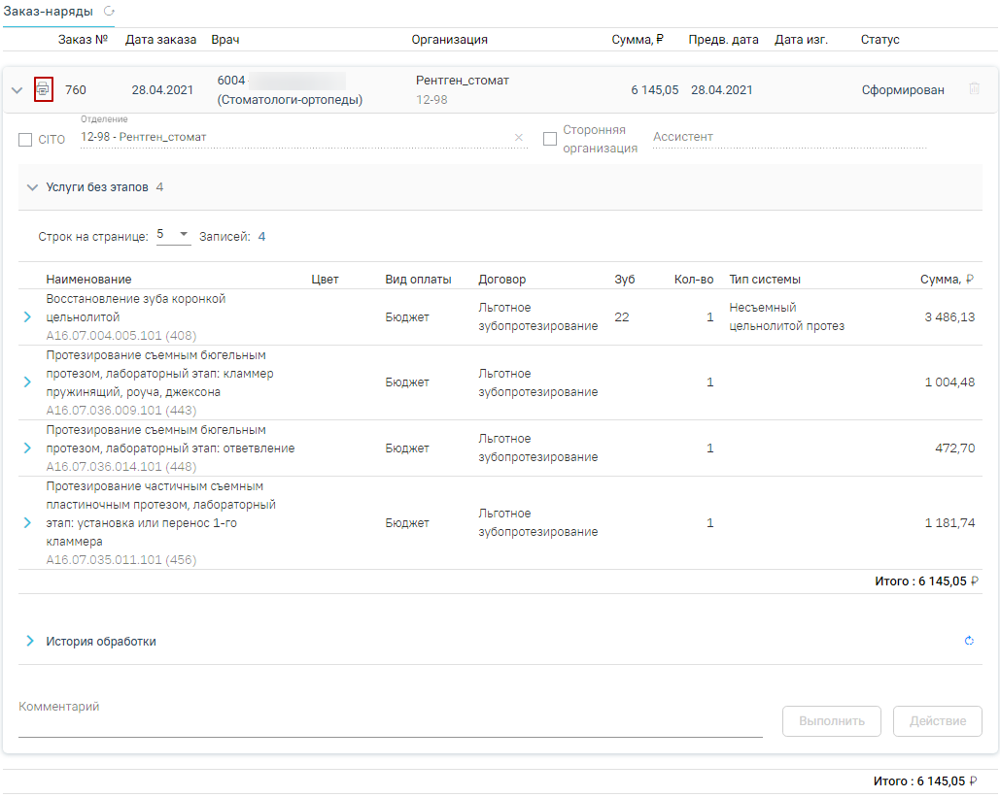 Заказ-наряды
Заказ № Дата заказа Врач Организация Сумма, ₽ Предв. дата Дата изг. Статус
760 28.04.2021 6004 (Стоматологи-ортопеды) Рентген_стомат 12-98 6 145,05 28.04.2021 Сформирован
CITO Отделение 12-98 - Рентген_стомат Сторонняя организация Ассистент
Услуги без этапов 4
Строк на странице: 5 Записей: 4
Наименование Цвет Вид оплаты Договор Зуб Кол-во Тип системы Сумма, ₽
Восстановление зуба коронкой
цельнолитой
A16.07.004.005.101 (408)
Бюджет
Льготное
зубопротезирование
22
1
Несъемный
цельнолитой протез
3 486,13
Протезирование съемным бюгельным
протезом, лабораторный этап: кламмер
пружинящий, роуча, джексона
A16.07.036.009.101 (443)
Бюджет
Льготное
зубопротезирование
1
1 004,48
Протезирование съемным бюгельным
протезом, лабораторный этап: ответвление
A16.07.036.014.101 (448)
Бюджет
Льготное
зубопротезирование
1
472,70
Протезирование частичным съемным
пластиночным протезом, лабораторный
этап: установка или перенос 1-го
кламмера
A16.07.035.011.101 (456)
Бюджет
Льготное
зубопротезирование
1
1 181,74
Итого : 6 145,05 ₽
История обработки
Комментарий
Выполнить Действие
Итого : 6 145,05 ₽